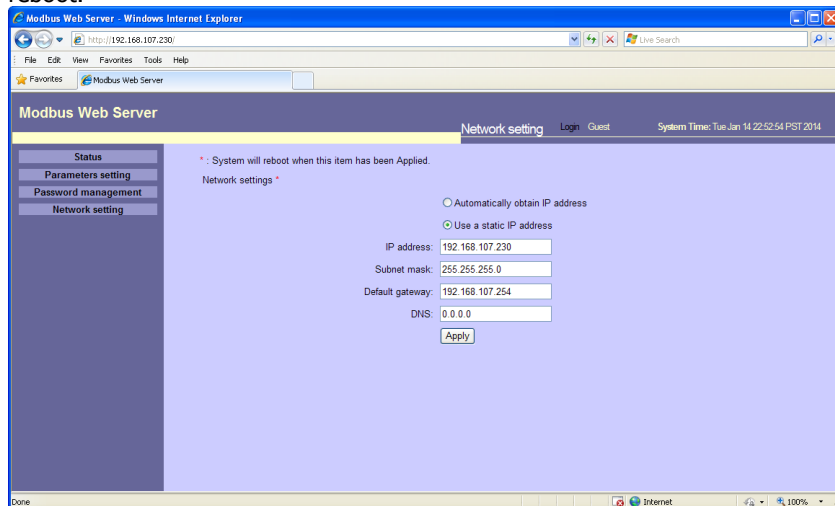 reboot.
Modbus Web Server - Windows Internet Explorer
http://192.168.107.230/
Live Search
File Edit View Favorites Tools Help
Favorites Modbus Web Server
Modbus Web Server
Network setting Login Guest System Time: Tue Jan 14 22:52:54 PST 2014
Status
Parameters setting
Password management
Network setting
* : System will reboot when this item has been Applied.
Network settings *
Automatically obtain IP address
Use a static IP address
IP address: 192.168.107.230
Subnet mask: 255.255.255.0
Default gateway: 192.168.107.254
DNS: 0.0.0.0
Apply
Done Internet 100%